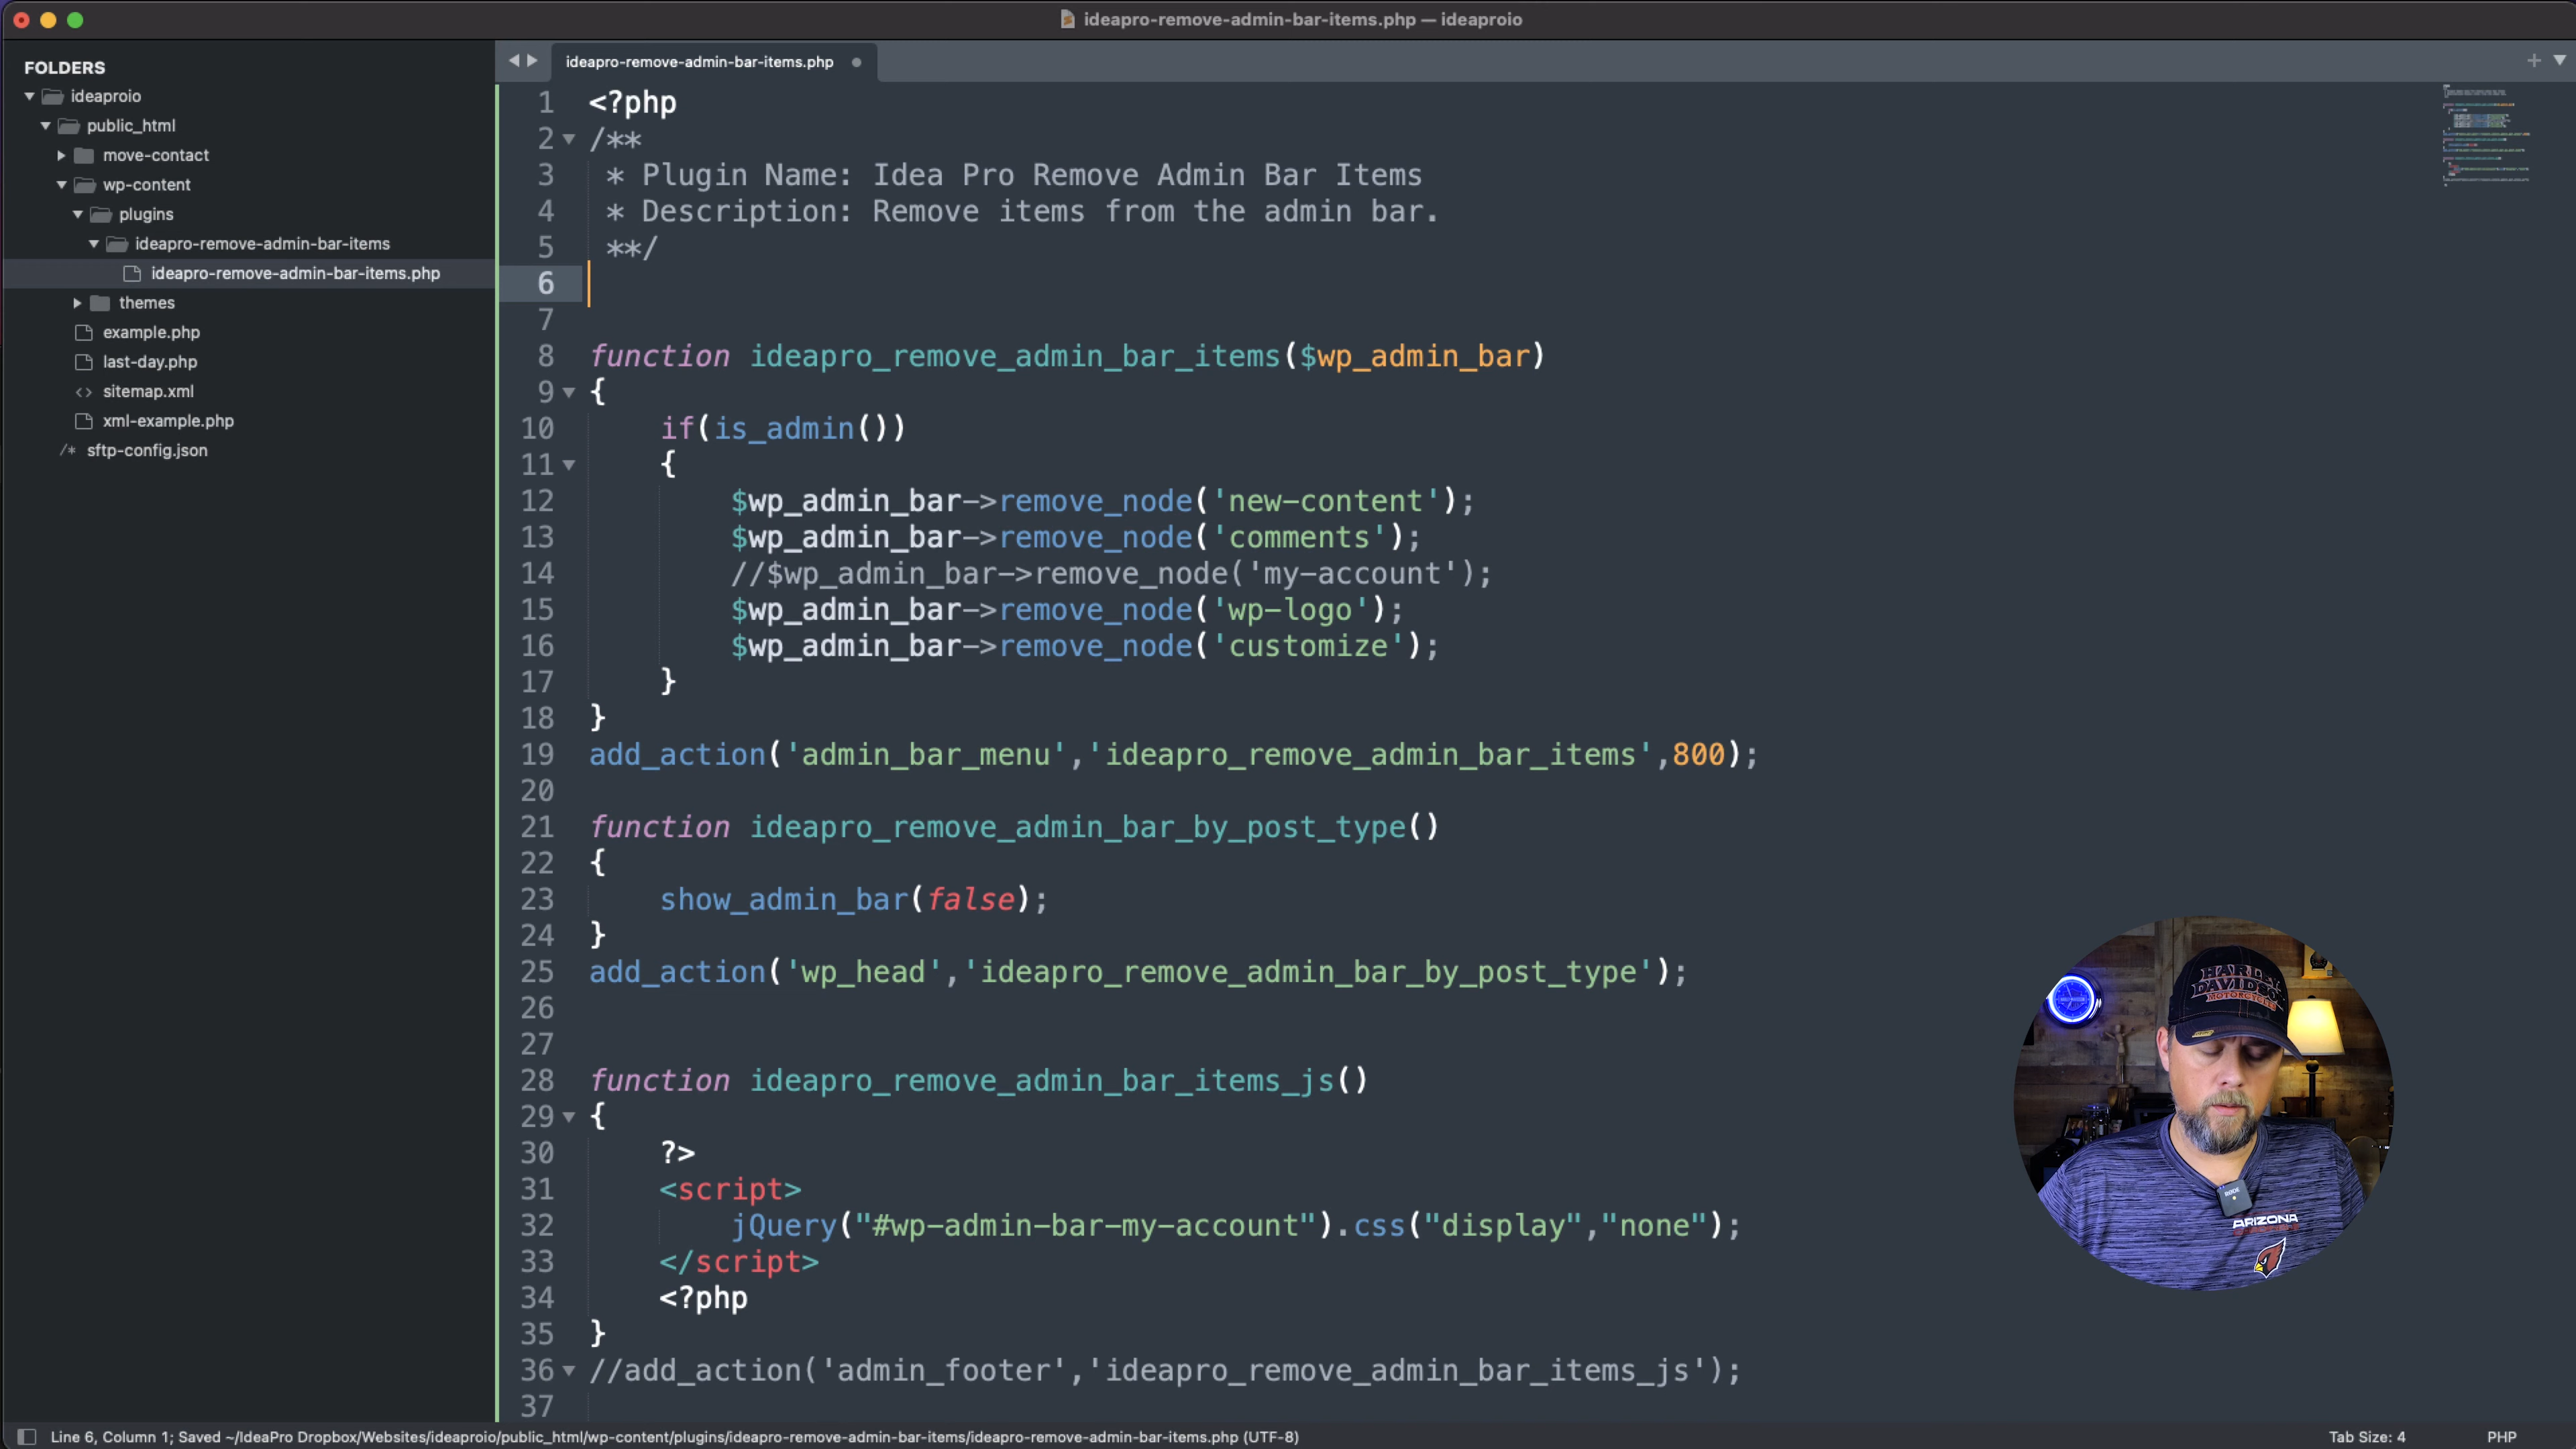 ideapro-remove-admin-bar-items.php — ideaproio
FOLDERS
ideaproio
public_html
move-contact
wp-content
plugins
ideapro-remove-admin-bar-items
ideapro-remove-admin-bar-items.php
themes
example.php
last-day.php
<> sitemap.xml
xml-example.php
/* sftp-config.json
ideapro-remove-admin-bar-items.php
1 <?php
2 /**
3 * Plugin Name: Idea Pro Remove Admin Bar Items
4 * Description: Remove items from the admin bar.
5 **/
6
7
8 function ideapro_remove_admin_bar_items($wp_admin_bar)
9 {
10 if(is_admin())
11 {
12 $wp_admin_bar->remove_node('new-content');
13 $wp_admin_bar->remove_node('comments');
14 //$wp_admin_bar->remove_node('my-account');
15 $wp_admin_bar->remove_node('wp-logo');
16 $wp_admin_bar->remove_node('customize');
17 }
18 }
19 add_action('admin_bar_menu','ideapro_remove_admin_bar_items',800);
20
21 function ideapro_remove_admin_bar_by_post_type()
22 {
23 show_admin_bar(false);
24 }
25 add_action('wp_head','ideapro_remove_admin_bar_by_post_type');
26
27
28 function ideapro_remove_admin_bar_items_js()
29 {
30 ?>
31 <script>
32 jQuery("#wp-admin-bar-my-account").css("display","none");
33 </script>
34 <?php
35 }
36 //add_action('admin_footer','ideapro_remove_admin_bar_items_js');
37
HARLEY
DAVIDSON
MOTORCYCLES
ARIZONA
Line 6, Column 1; Saved ~/IdeaPro Dropbox/Websites/ideaproio/public_html/wp-content/plugins/ideapro-remove-admin-bar-items/ideapro-remove-admin-bar-items.php (UTF-8)
Tab Size: 4
PHP